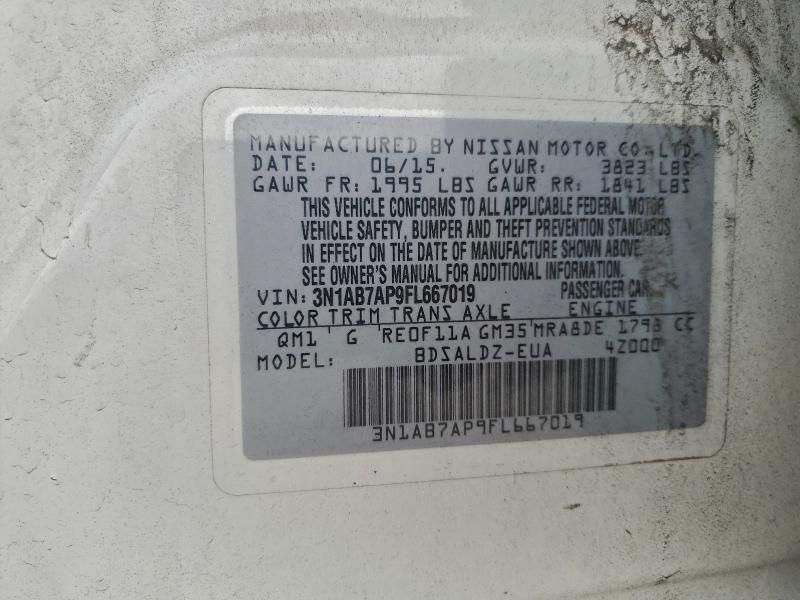 MANUFACTURED BY NISSAN MOTOR CO.,LTD.
DATE: 06/15. GVWR: 3823 LBS
GAWR FR: 1995 LBS GAWR RR: 1841 LBS
THIS VEHICLE CONFORMS TO ALL APPLICABLE FEDERAL MOTOR
VEHICLE SAFETY, BUMPER AND THEFT PREVENTION STANDARDS
IN EFFECT ON THE DATE OF MANUFACTURE SHOWN ABOVE.
SEE OWNER'S MANUAL FOR ADDITIONAL INFORMATION.
VIN: 3N1AB7AP9FL667019 PASSENGER CAR
COLOR TRIM TRANS AXLE ENGINE
QM1 G RE0F11A GM35 MRA8DE 1798 CC
MODEL: BDSALDZ-EUA 4Z000
3N1AB7AP9FL667019